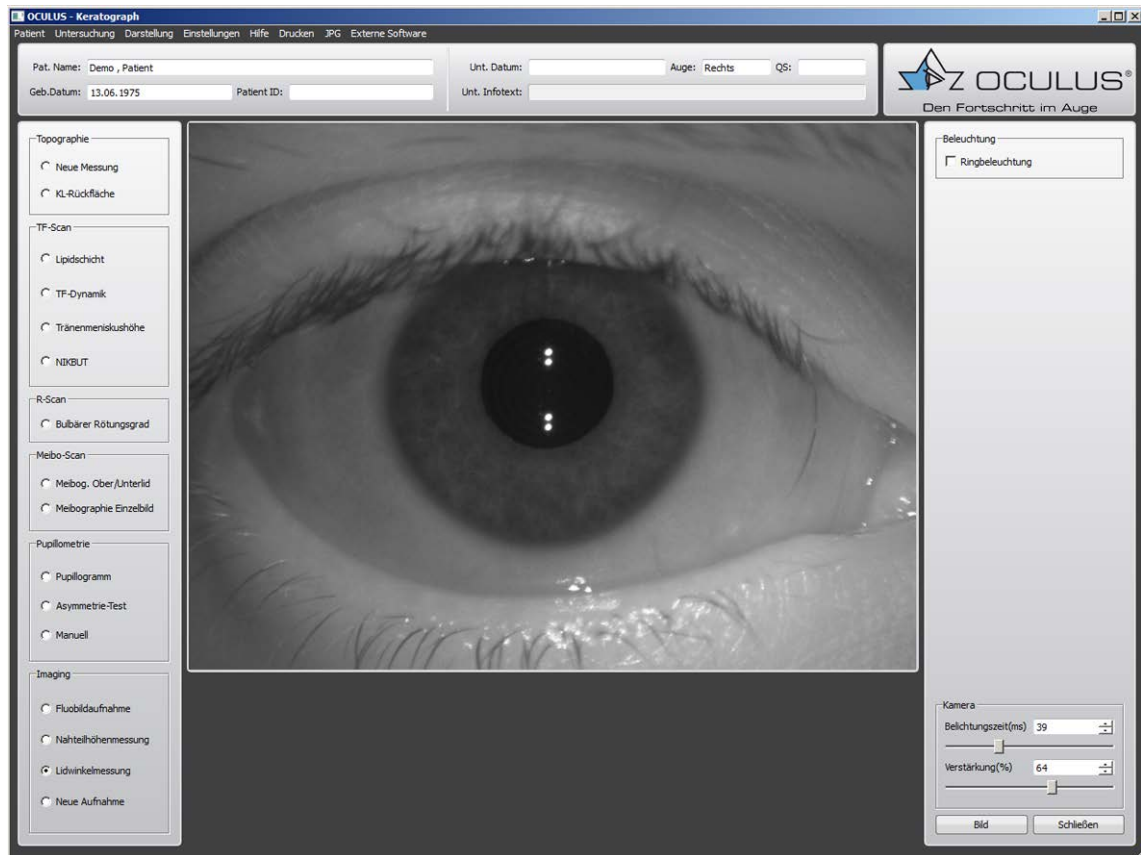 OCULUS - Keratograph
Patient Untersuchung Darstellung Einstellungen Hilfe Drucken JPG Externe Software
Pat. Name: Demo , Patient
Geb.Datum: 13.06.1975 Patient ID:
Unt. Datum: Auge: Rechts QS:
Unt. Infotext:
OCULUS®
Den Fortschritt im Auge
Topographie
Neue Messung
KL-Rückfläche
TF-Scan
Lipidschicht
TF-Dynamik
Tränenmeniskushöhe
NIKBUT
R-Scan
Bulbärer Rötungsgrad
Meibo-Scan
Meibog. Ober/Unterlid
Meibographie Einzelbild
Pupillometrie
Pupillogramm
Asymmetrie-Test
Manuell
Imaging
Fluobildaufnahme
Nahteilhöhenmessung
Lidwinkelmessung
Neue Aufnahme
Beleuchtung
Ringbeleuchtung
Kamera
Belichtungszeit(ms) 39
Verstärkung(%) 64
Bild Schließen